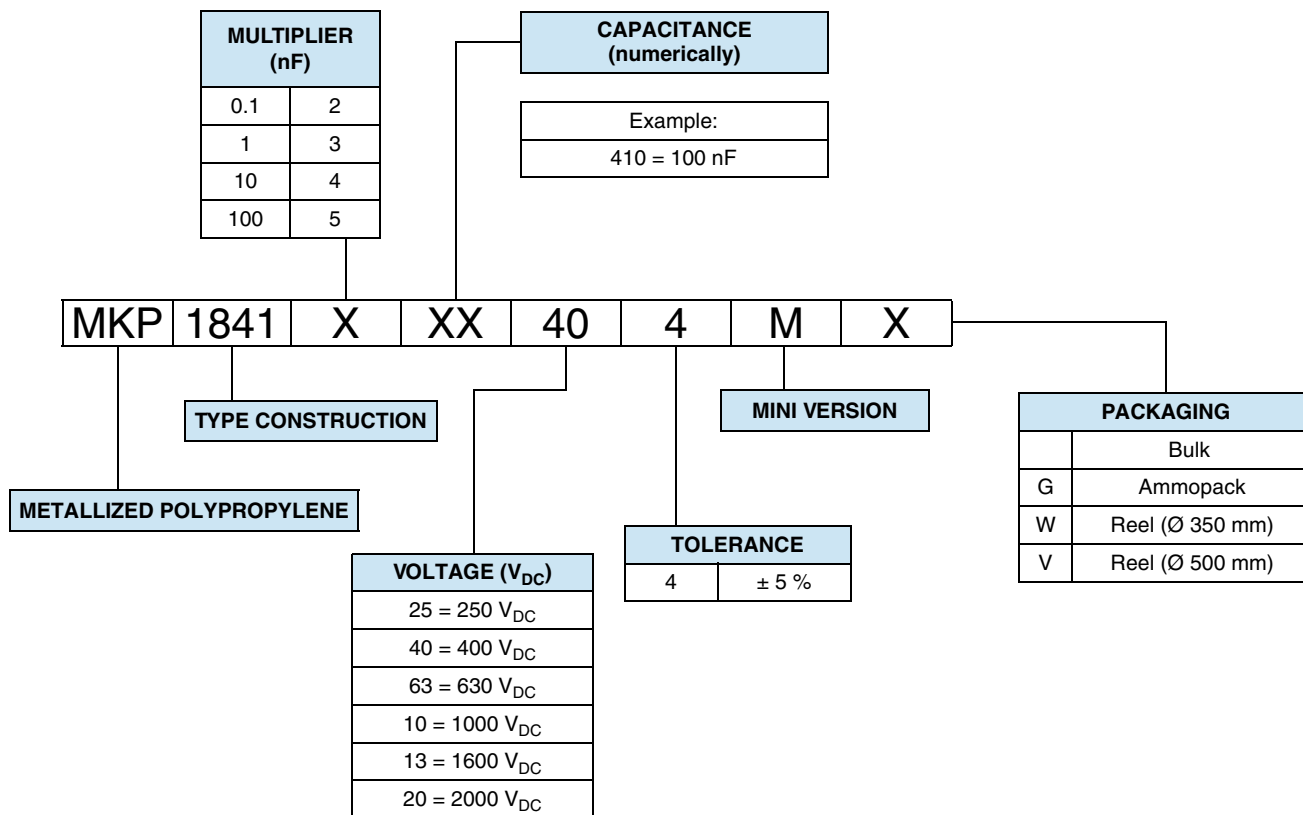 MULTIPLIER
(nF)
0.1 2
1 3
10 4
100 5
CAPACITANCE
(numerically)
Example:
410 = 100 nF
MKP 1841 X XX 40 4 M X
TYPE CONSTRUCTION
MINI VERSION
METALLIZED POLYPROPYLENE
PACKAGING
Bulk
G Ammopack
W Reel (Ø 350 mm)
V Reel (Ø 500 mm)
TOLERANCE
4 ± 5 %
VOLTAGE (VDC)
25 = 250 VDC
40 = 400 VDC
63 = 630 VDC
10 = 1000 VDC
13 = 1600 VDC
20 = 2000 VDC